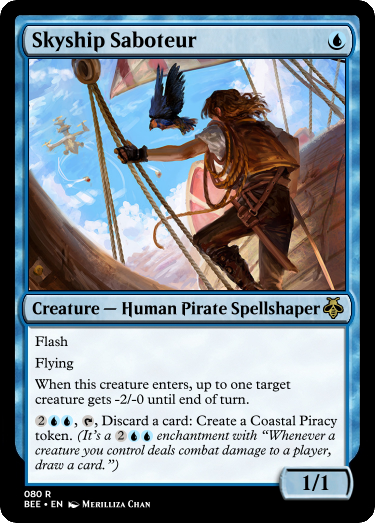 Skyship Saboteur
Creature — Human Pirate Spellshaper
Flash
Flying
When this creature enters, up to one target
creature gets -2/-0 until end of turn.
2, , Discard a card: Create a Coastal Piracy
token. (It's a 2 enchantment with “Whenever a
creature you control deals combat damage to a player,
draw a card.”)
1/1
080 R
BEE • EN Merilliza Chan